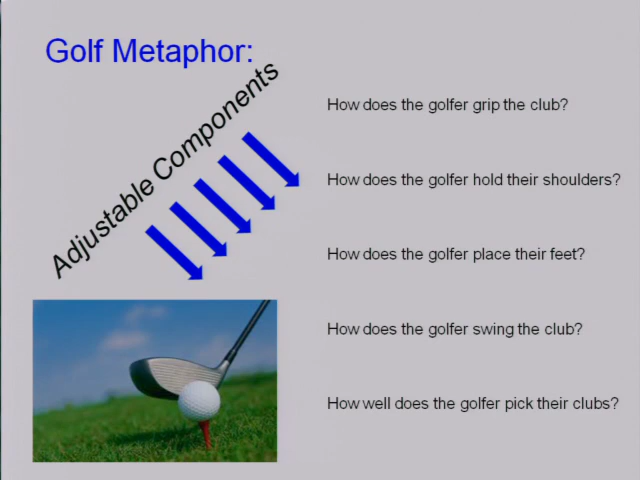 Golf Metaphor:
Adjustable Components
How does the golfer grip the club?
How does the golfer hold their shoulders?
How does the golfer place their feet?
How does the golfer swing the club?
How well does the golfer pick their clubs?